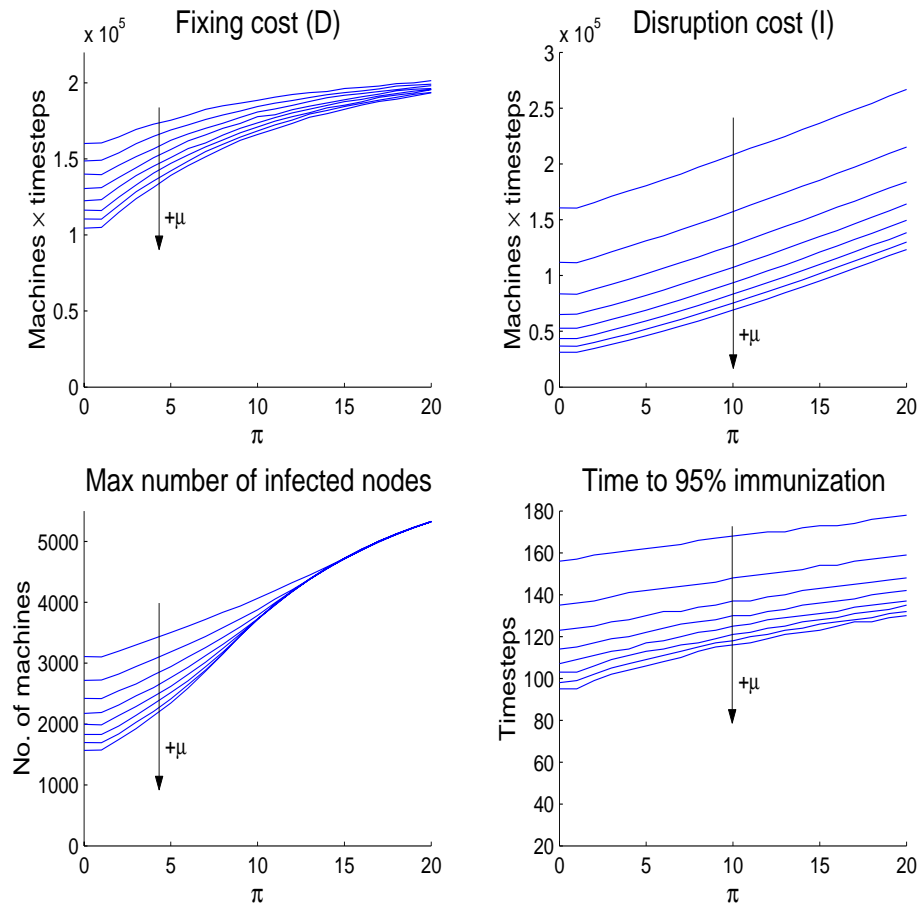 Fixing cost (D)
x 10^5
Machines × timesteps
2
1.5
1
0.5
0
+μ
0 5 10 15 20
π
Disruption cost (I)
x 10^5
Machines × timesteps
3
2.5
2
1.5
1
0.5
0
+μ
0 5 10 15 20
π
Max number of infected nodes
No. of machines
5000
4000
3000
2000
1000
0
+μ
0 5 10 15 20
π
Time to 95% immunization
Timesteps
180
160
140
120
100
80
60
40
20
+μ
0 5 10 15 20
π